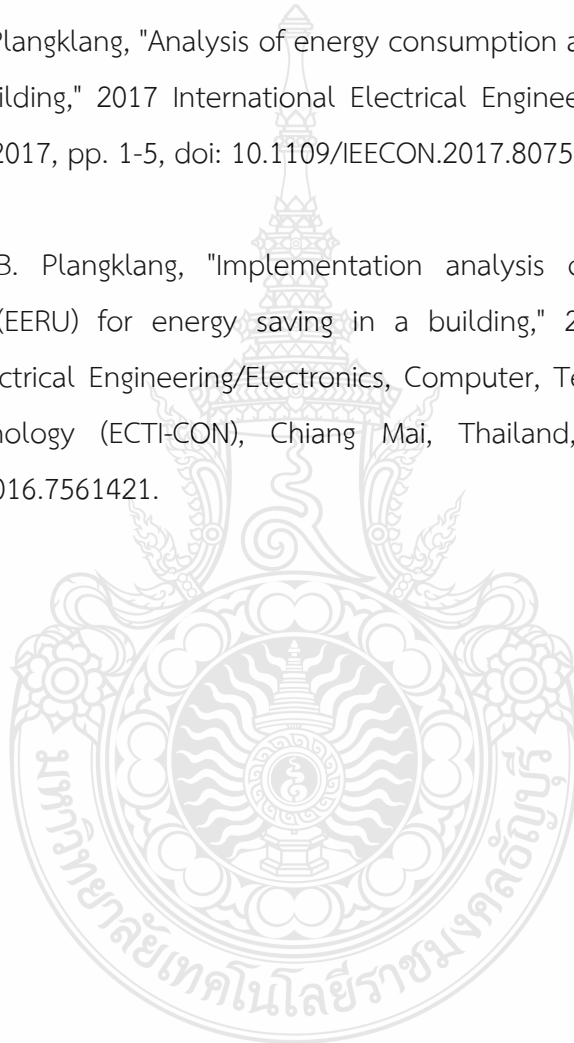 Plangklang, "Analysis of energy consumption a
ilding," 2017 International Electrical Enginee
2017, pp. 1-5, doi: 10.1109/IEECON.2017.8075
B. Plangklang, "Implementation analysis
(EERU) for energy saving in a building," 2
ctrical Engineering/Electronics, Computer, Te
nology (ECTI-CON), Chiang Mai, Thailand,
016.7561421.
มหาวิทยาลัยเทคโนโลยีราชมงคลธัญบุรี